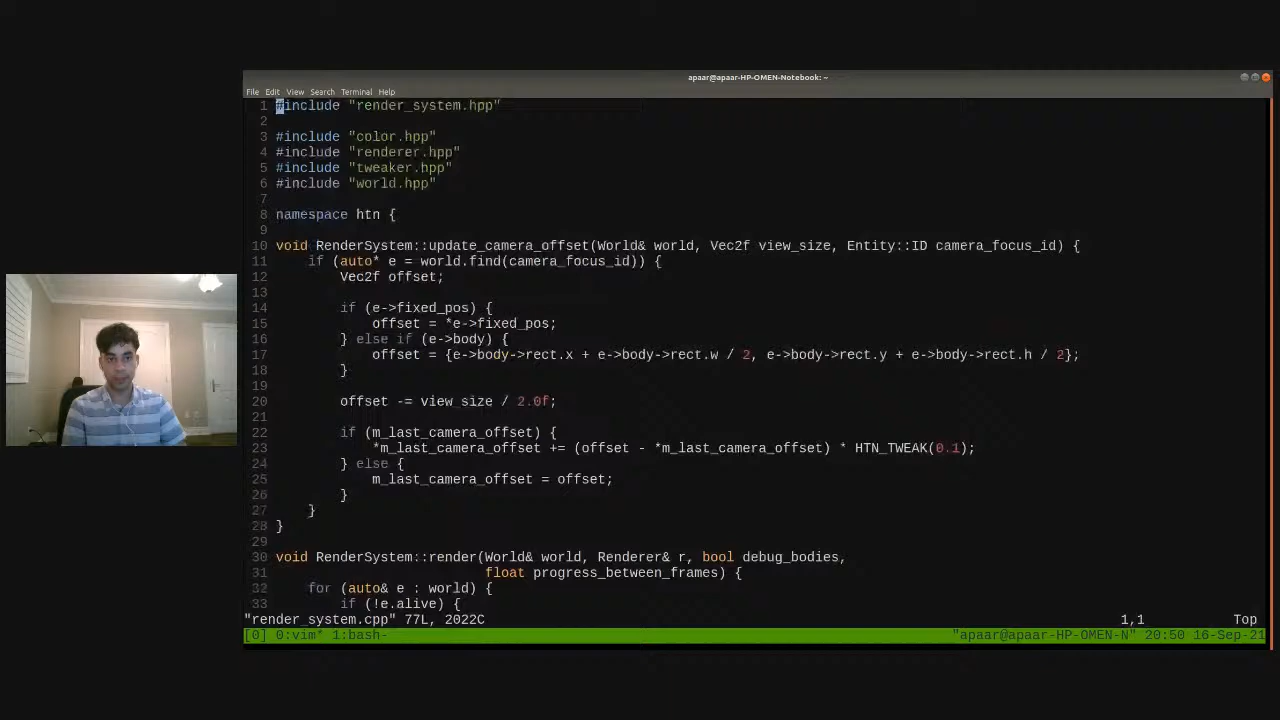 apaar@apaar-HP-OMEN-Notebook: ~
File Edit View Search Terminal Help
1 #include "render_system.hpp"
2
3 #include "color.hpp"
4 #include "renderer.hpp"
5 #include "tweaker.hpp"
6 #include "world.hpp"
7
8 namespace htn {
9
10 void RenderSystem::update_camera_offset(World& world, Vec2f view_size, Entity::ID camera_focus_id) {
11     if (auto* e = world.find(camera_focus_id)) {
12         Vec2f offset;
13
14         if (e->fixed_pos) {
15             offset = *e->fixed_pos;
16         } else if (e->body) {
17             offset = {e->body->rect.x + e->body->rect.w / 2, e->body->rect.y + e->body->rect.h / 2};
18         }
19
20         offset -= view_size / 2.0f;
21
22         if (m_last_camera_offset) {
23             *m_last_camera_offset += (offset - *m_last_camera_offset) * HTN_TWEAK(0.1);
24         } else {
25             m_last_camera_offset = offset;
26         }
27     }
28 }
29
30 void RenderSystem::render(World& world, Renderer& r, bool debug_bodies,
31                           float progress_between_frames) {
32     for (auto& e : world) {
33         if (!e.alive) {
"render_system.cpp" 77L, 2022C 1,1 Top
[0] 0:vim* 1:bash- "apaar@apaar-HP-OMEN-N" 20:50 16-Sep-21